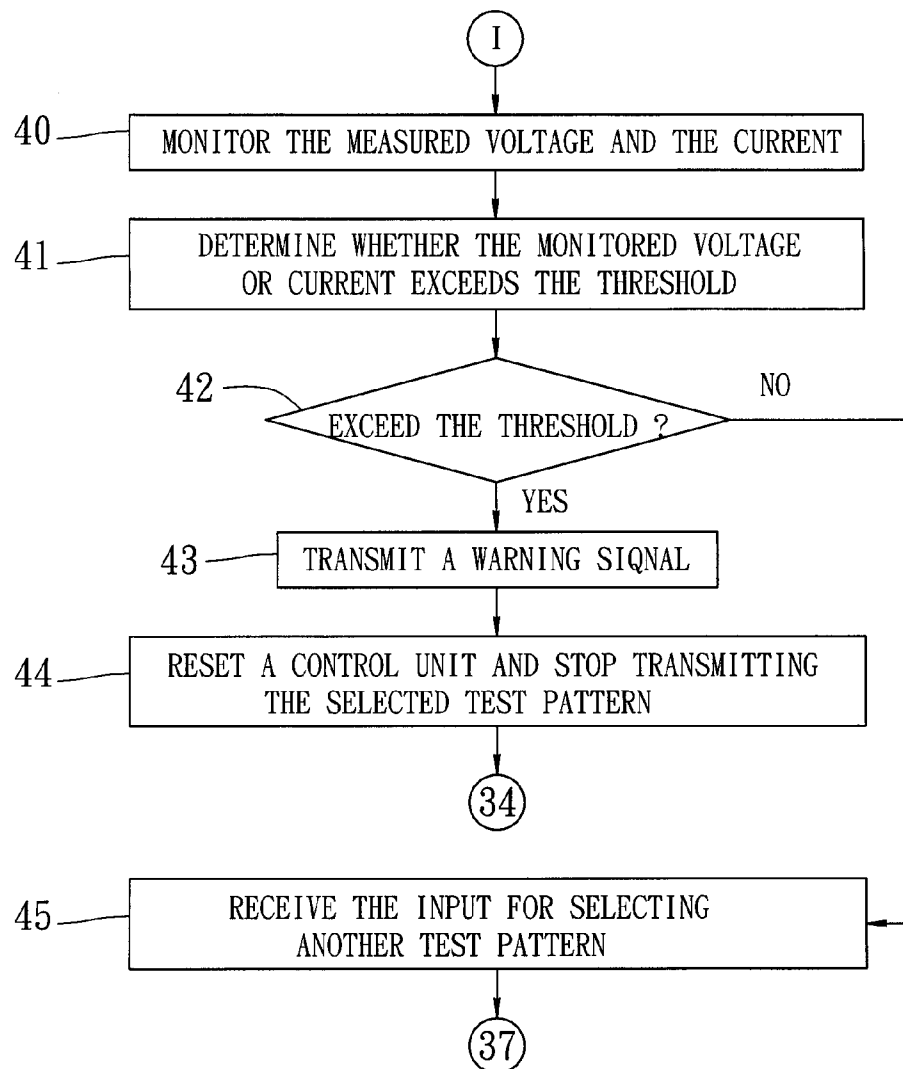 I
40
MONITOR THE MEASURED VOLTAGE AND THE CURRENT
41
DETERMINE WHETHER THE MONITORED VOLTAGE
OR CURRENT EXCEEDS THE THRESHOLD
42
NO
EXCEED THE THRESHOLD ?
YES
43
TRANSMIT A WARNING SIQNAL
44
RESET A CONTROL UNIT AND STOP TRANSMITTING
THE SELECTED TEST PATTERN
34
45
RECEIVE THE INPUT FOR SELECTING
ANOTHER TEST PATTERN
37